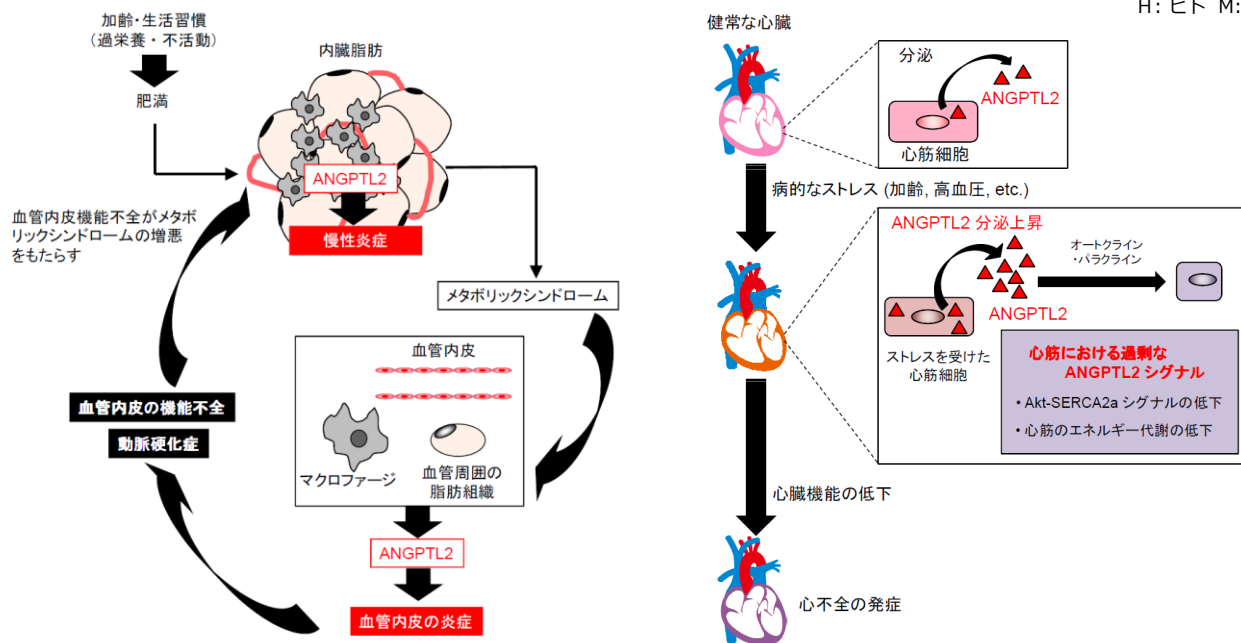 加齢・生活習慣
（過栄養・不活動）
肥満
内臓脂肪
ANGPTL2
慢性炎症
血管内皮機能不全がメタボ
リックシンドロームの増悪
をもたらす
メタボリックシンドローム
血管内皮
マクロファージ
血管周囲の
脂肪組織
血管内皮の機能不全
動脈硬化症
ANGPTL2
血管内皮の炎症
H: ヒト M:
健常な心臓
分泌
ANGPTL2
心筋細胞
病的なストレス (加齢, 高血圧, etc.)
ANGPTL2 分泌上昇
オートクライン
・パラクライン
ANGPTL2
ストレスを受けた
心筋細胞
心筋における過剰な
ANGPTL2 シグナル
・Akt-SERCA2a シグナルの低下
・心筋のエネルギー代謝の低下
心臓機能の低下
心不全の発症